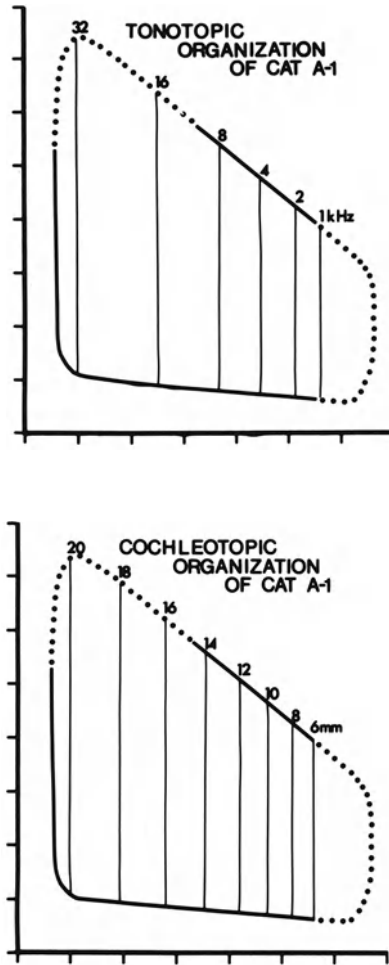 TONOTOPIC
ORGANIZATION
OF CAT A-1
32
16
8
4
2
1kHz
COCHLEOTOPIC
ORGANIZATION
OF CAT A-1
20
18
16
14
12
10
8
6mm